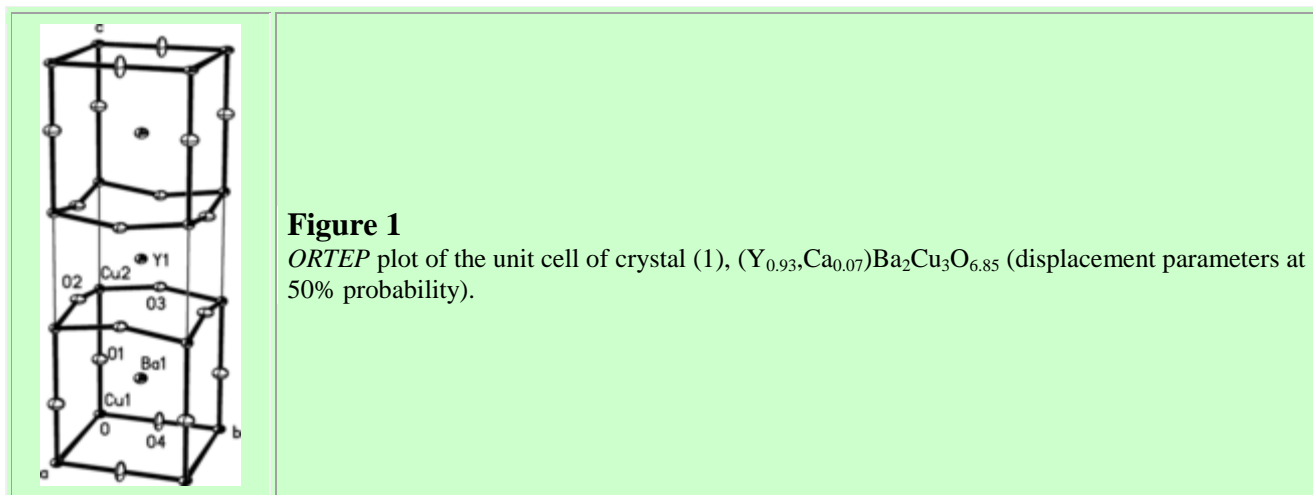 c
Y1
Cu2
O2
O3
O1
Ba1
Cu1
O
O4
b
a
Figure 1
ORTEP plot of the unit cell of crystal (1), (Y0.93,Ca0.07)Ba2Cu3O6.85 (displacement parameters at
50% probability).